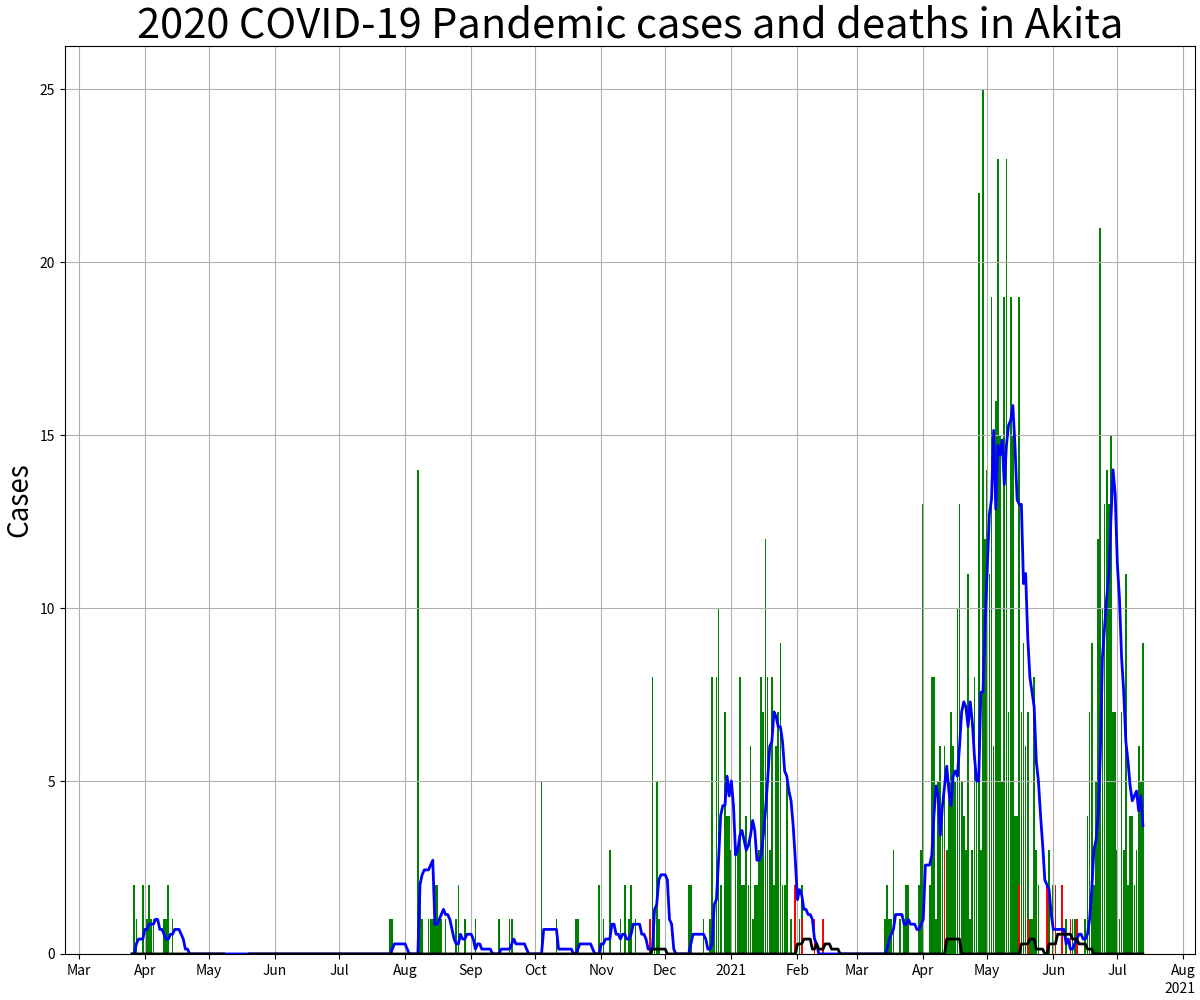 2020 COVID-19 Pandemic cases and deaths in Akita
Cases
25
20
15
10
5
0
Mar Apr May Jun Jul Aug Sep Oct Nov Dec 2021 Feb Mar Apr May Jun Jul Aug
2021